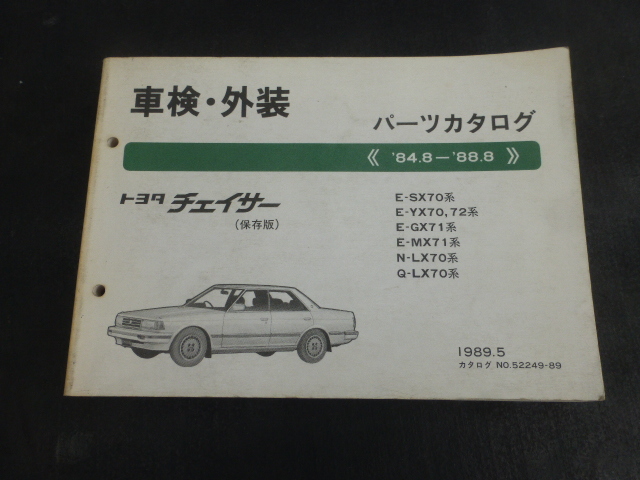 車検・外装
パーツカタログ
《 '84.8－'88.8 》
トヨタ チェイサー
(保存版)
E-SX70系
E-YX70,72系
E-GX71系
E-MX71系
N-LX70系
Q-LX70系
1989.5
カタログ NO.52249-89